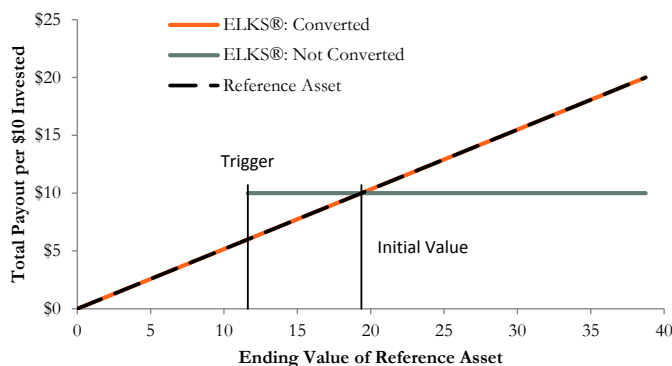 ELKS®: Converted
ELKS®: Not Converted
Reference Asset
$25
$20
$15
$10
$5
$0
Total Payout per $10 Invested
Trigger
Initial Value
0 5 10 15 20 25 30 35 40
Ending Value of Reference Asset